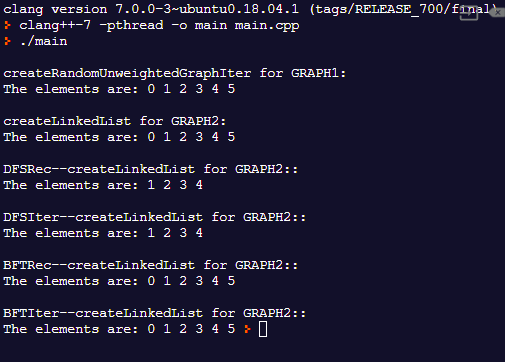 clang version 7.0.0-3~ubuntu0.18.04.1 (tags/RELEASE_700/final)
> clang++-7 -pthread -o main main.cpp
> ./main
createRandomUnweightedGraphIter for GRAPH1:
The elements are: 0 1 2 3 4 5
createLinkedList for GRAPH2:
The elements are: 0 1 2 3 4 5
DFSRec--createLinkedList for GRAPH2::
The elements are: 1 2 3 4
DFSIter--createLinkedList for GRAPH2::
The elements are: 1 2 3 4
BFTRec--createLinkedList for GRAPH2::
The elements are: 0 1 2 3 4 5
BFTIter--createLinkedList for GRAPH2::
The elements are: 0 1 2 3 4 5 >